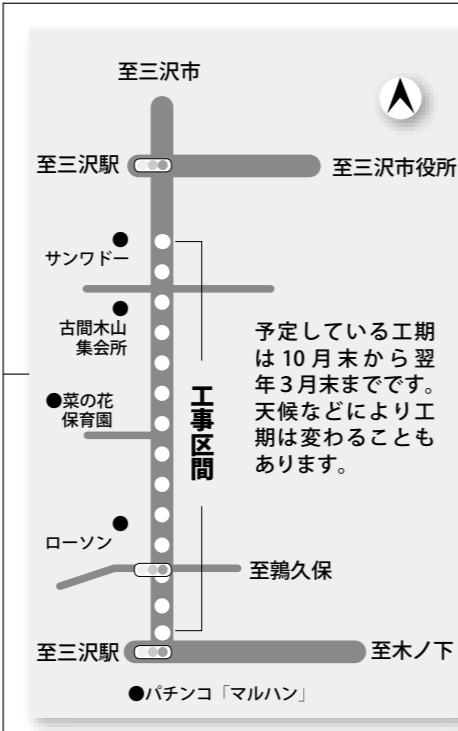 至三沢市
至三沢駅
至三沢市役所
●
サンワドー
●
古間木山
集会所
●菜の花
保育園
工事区間
予定している工期
は10月末から翌
年3月末までです。
天候などにより工
期は変わることも
あります。
●
ローソン
至鶉久保
至三沢駅
至木ノ下
●パチンコ「マルハン」